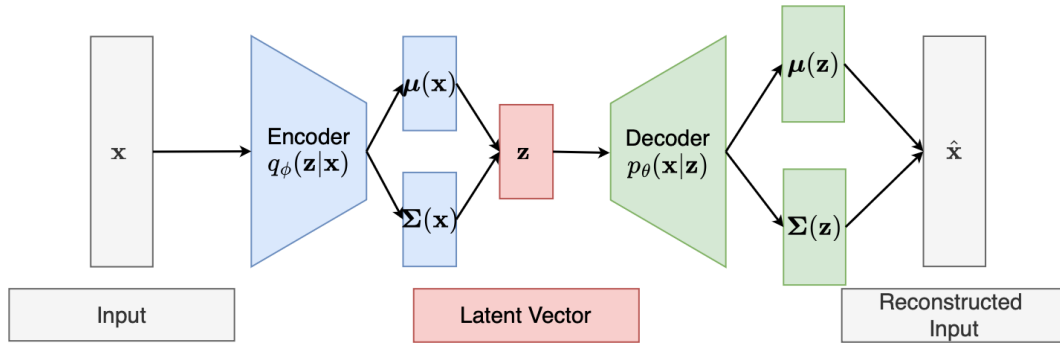 x
Encoder
qϕ(z|x)
μ(x)
Σ(x)
z
Decoder
pθ(x|z)
μ(z)
Σ(z)
x̂
Input
Latent Vector
Reconstructed
Input